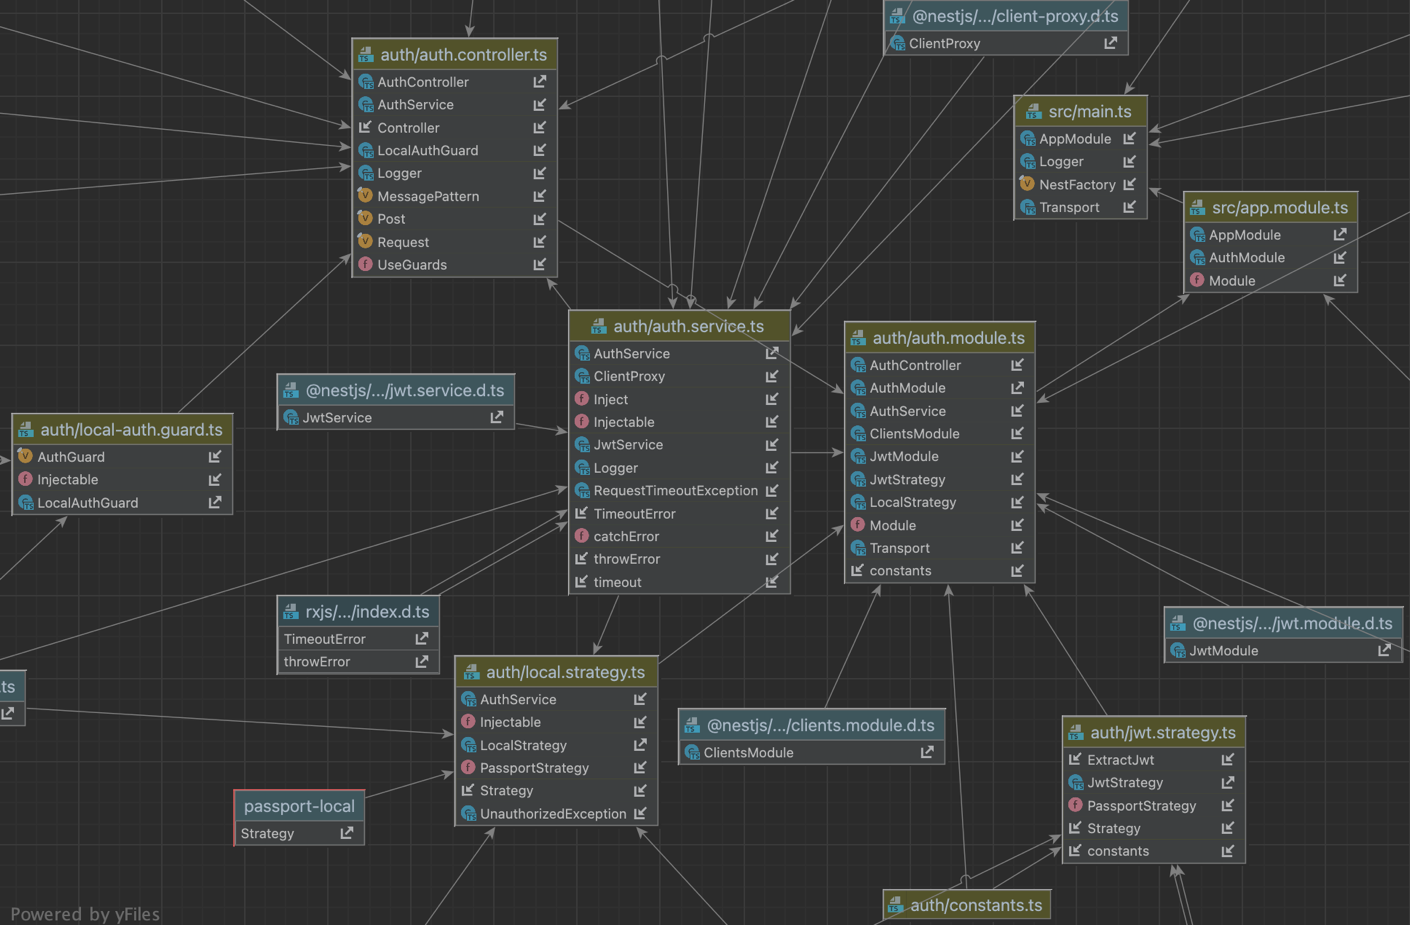 @nestjs/.../client-proxy.d.ts
ClientProxy
auth/auth.controller.ts
AuthController
AuthService
Controller
LocalAuthGuard
Logger
MessagePattern
Post
Request
UseGuards
src/main.ts
AppModule
Logger
NestFactory
Transport
src/app.module.ts
AppModule
AuthModule
Module
auth/auth.service.ts
AuthService
ClientProxy
Inject
Injectable
JwtService
Logger
RequestTimeoutException
TimeoutError
catchError
throwError
timeout
auth/auth.module.ts
AuthController
AuthModule
AuthService
ClientsModule
JwtModule
JwtStrategy
LocalStrategy
Module
Transport
constants
@nestjs/.../jwt.service.d.ts
JwtService
auth/local-auth.guard.ts
AuthGuard
Injectable
LocalAuthGuard
rxjs/.../index.d.ts
TimeoutError
throwError
@nestjs/.../jwt.module.d.ts
JwtModule
.ts
auth/local.strategy.ts
AuthService
Injectable
LocalStrategy
PassportStrategy
Strategy
UnauthorizedException
@nestjs/.../clients.module.d.ts
ClientsModule
auth/jwt.strategy.ts
ExtractJwt
JwtStrategy
PassportStrategy
Strategy
constants
passport-local
Strategy
auth/constants.ts
Powered by yFiles